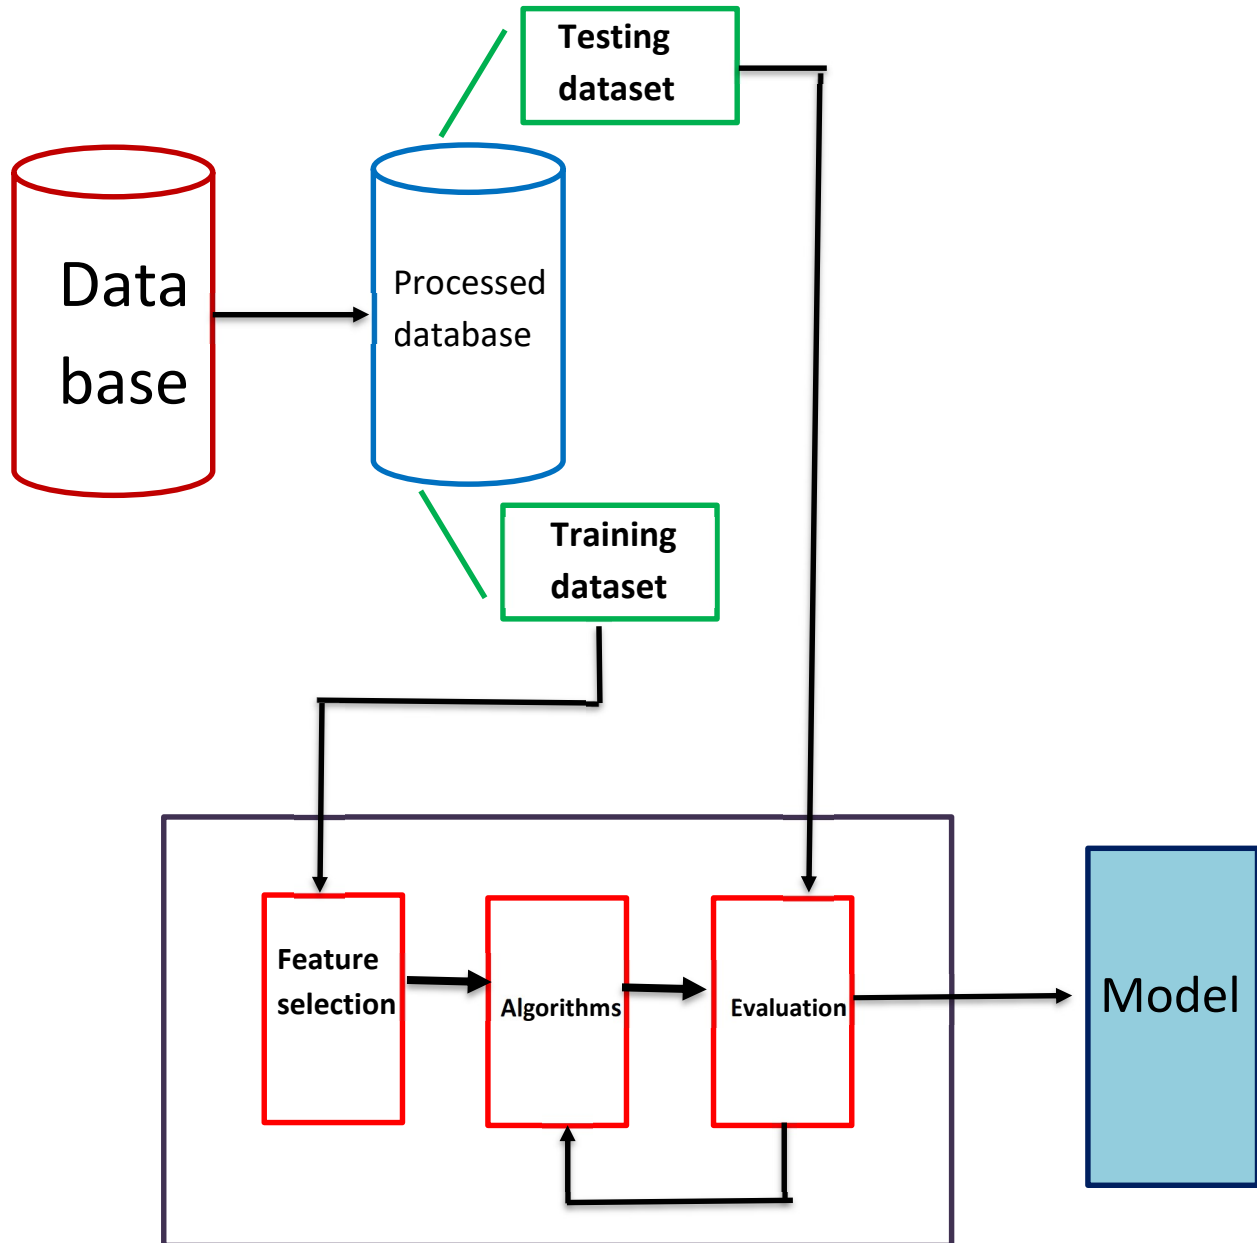 Testing
dataset
Data
base
Processed
database
Training
dataset
Feature
selection
Algorithms
Evaluation
Model